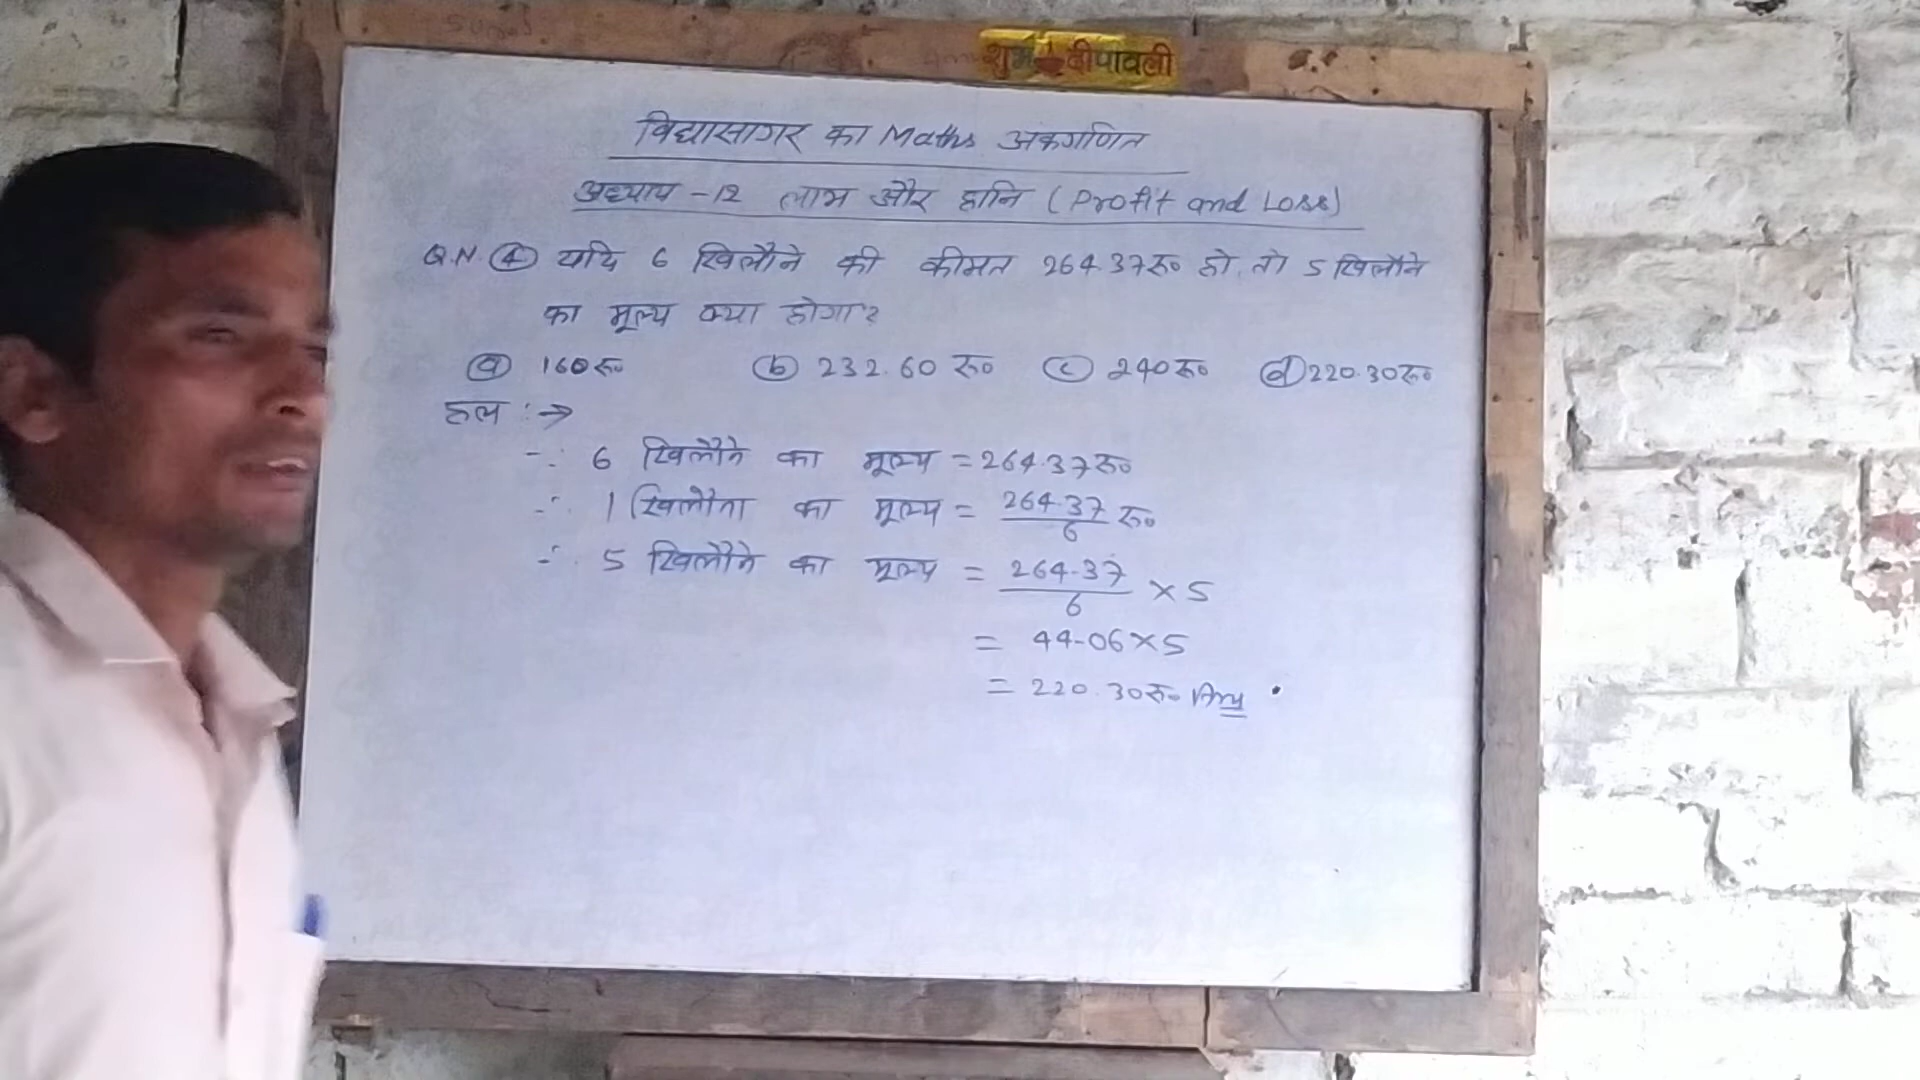 शुभ दीपावली
विद्यासागर का Maths अकगणित
अध्याय -12 लाभ और हानि (Profit and Loss)
Q.N. ④ यदि 6 खिलौने की कीमत 264.37रू० हो, तो 5 खिलौने
का मूल्य क्या होगा?
ⓐ 160रू० ⓑ 232.60 रू० ⓒ 240रू० ⓓ 220.30रू०
हल :→
∵ 6 खिलौने का मूल्य = 264.37रू०
∴ 1 खिलौना का मूल्य = 264.37/6 रू०
∴ 5 खिलौने का मूल्य = 264.37/6 × 5
= 44.06×5
= 220.30रू० Ans